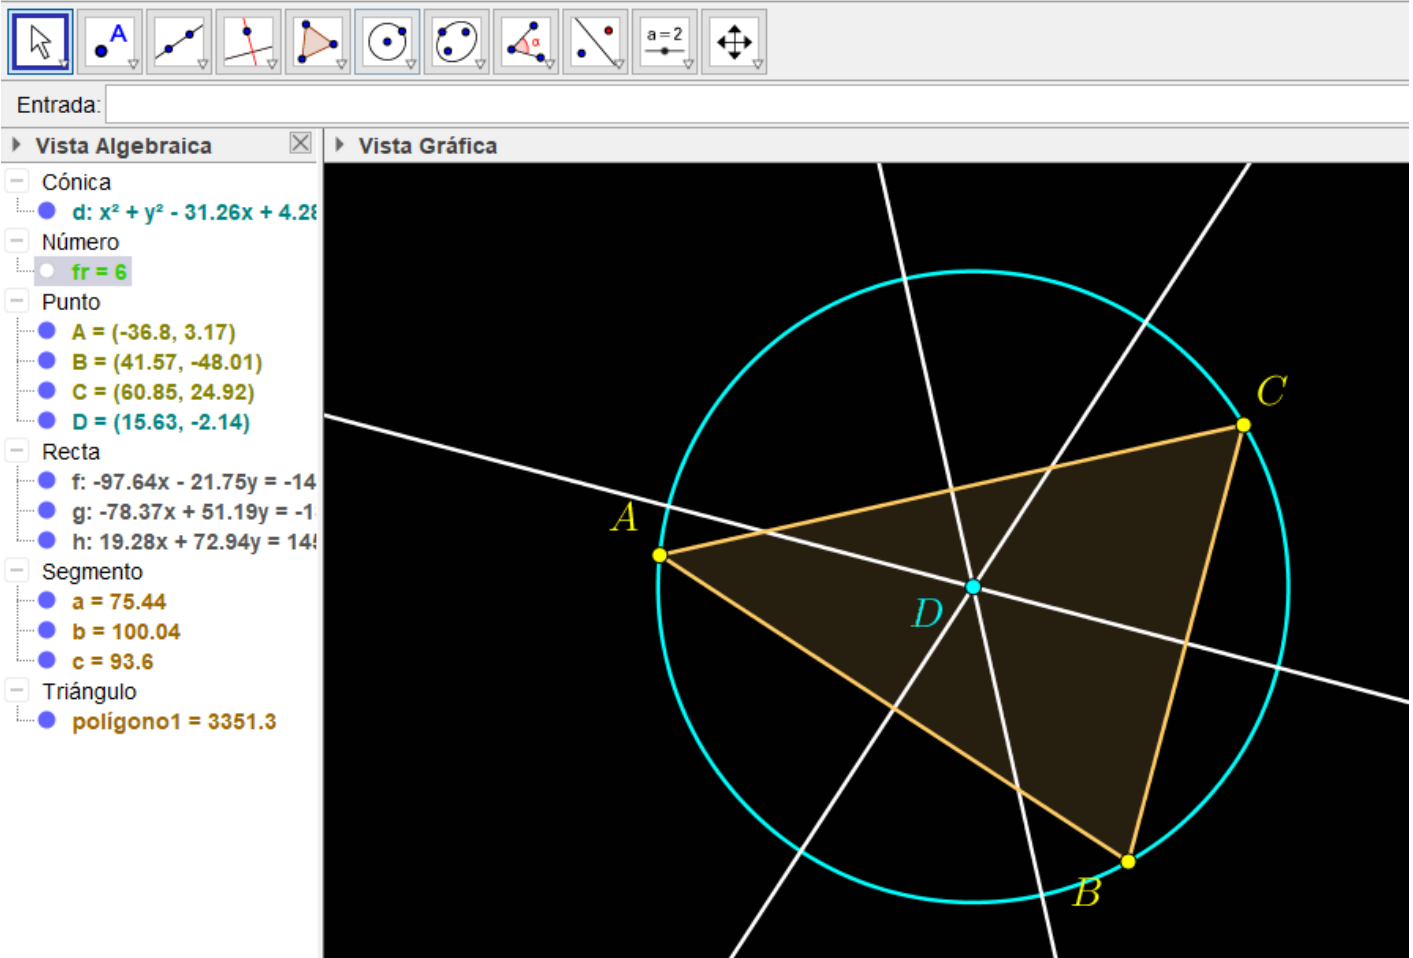 A
α
a = 2
Entrada:
Vista Algebraica
Vista Gráfica
Cónica
d: x² + y² - 31.26x + 4.28
Número
fr = 6
Punto
A = (-36.8, 3.17)
B = (41.57, -48.01)
C = (60.85, 24.92)
D = (15.63, -2.14)
Recta
f: -97.64x - 21.75y = -14
g: -78.37x + 51.19y = -1
h: 19.28x + 72.94y = 14
Segmento
a = 75.44
b = 100.04
c = 93.6
Triángulo
polígono1 = 3351.3
C
A
D
B